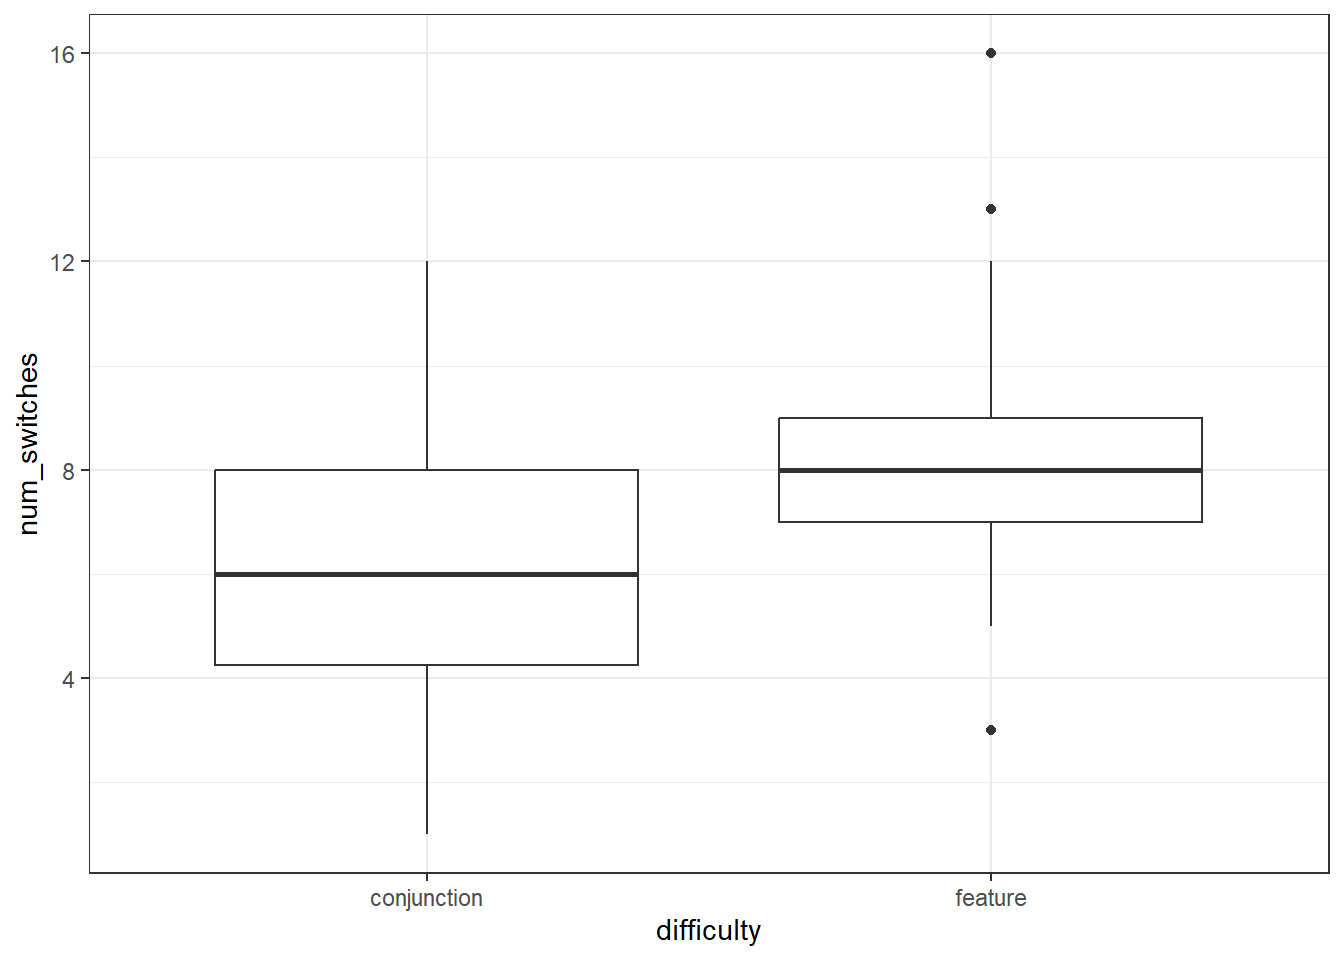 16
12
8
4
num_switches
conjunction
feature
difficulty